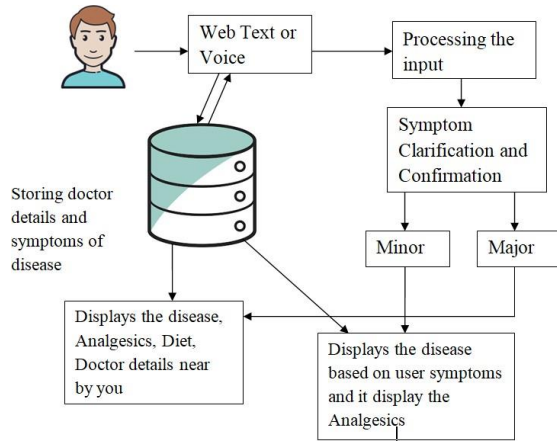 Web Text or
Voice
Processing the
input
Symptom
Clarification and
Confirmation
Storing doctor
details and
symptoms of
disease
Minor
Major
Displays the disease,
Analgesics, Diet,
Doctor details near
by you
Displays the disease
based on user symptoms
and it display the
Analgesics